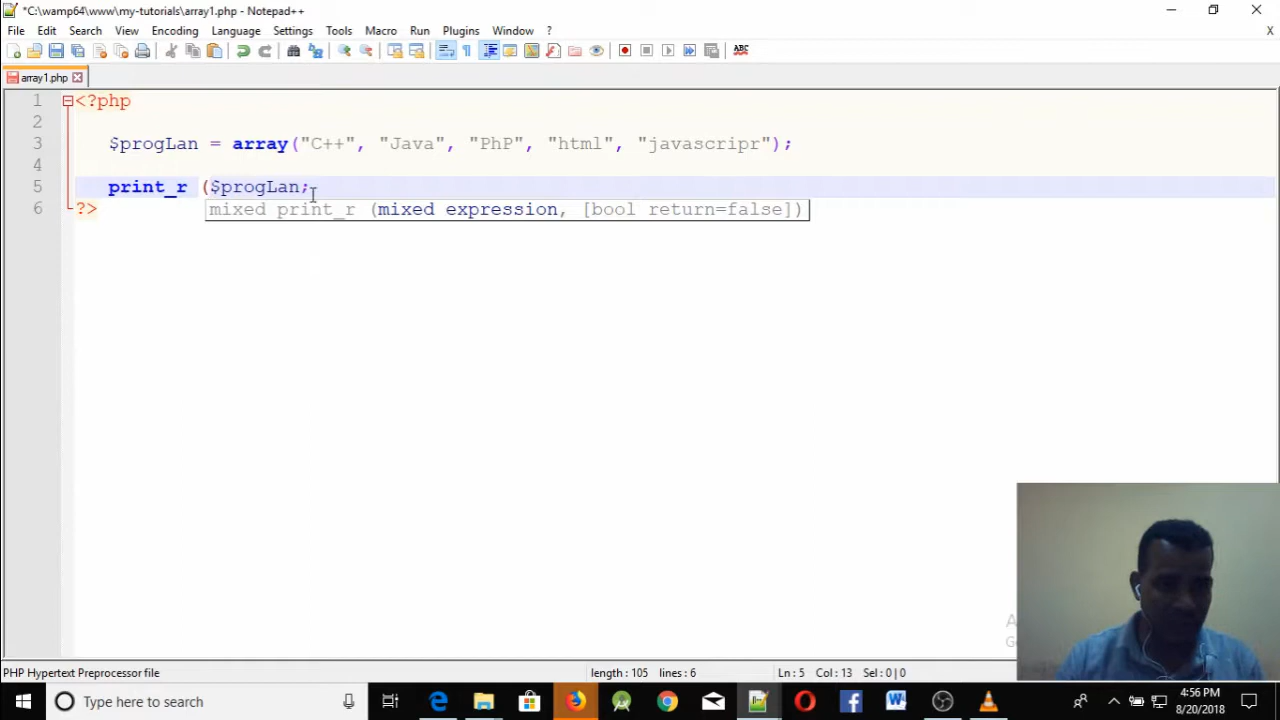 *C:\wamp64\www\my-tutorials\array1.php - Notepad++
File Edit Search View Encoding Language Settings Tools Macro Run Plugins Window ? X
array1.php
1 <?php
2
3 $progLan = array("C++", "Java", "PhP", "html", "javascripr");
4
5 print_r ($progLan;
6 ?>
mixed print_r (mixed expression, [bool return=false])
PHP Hypertext Preprocessor file length : 105 lines : 6 Ln : 5 Col : 13 Sel : 0 | 0
Type here to search
4:56 PM
8/20/2018